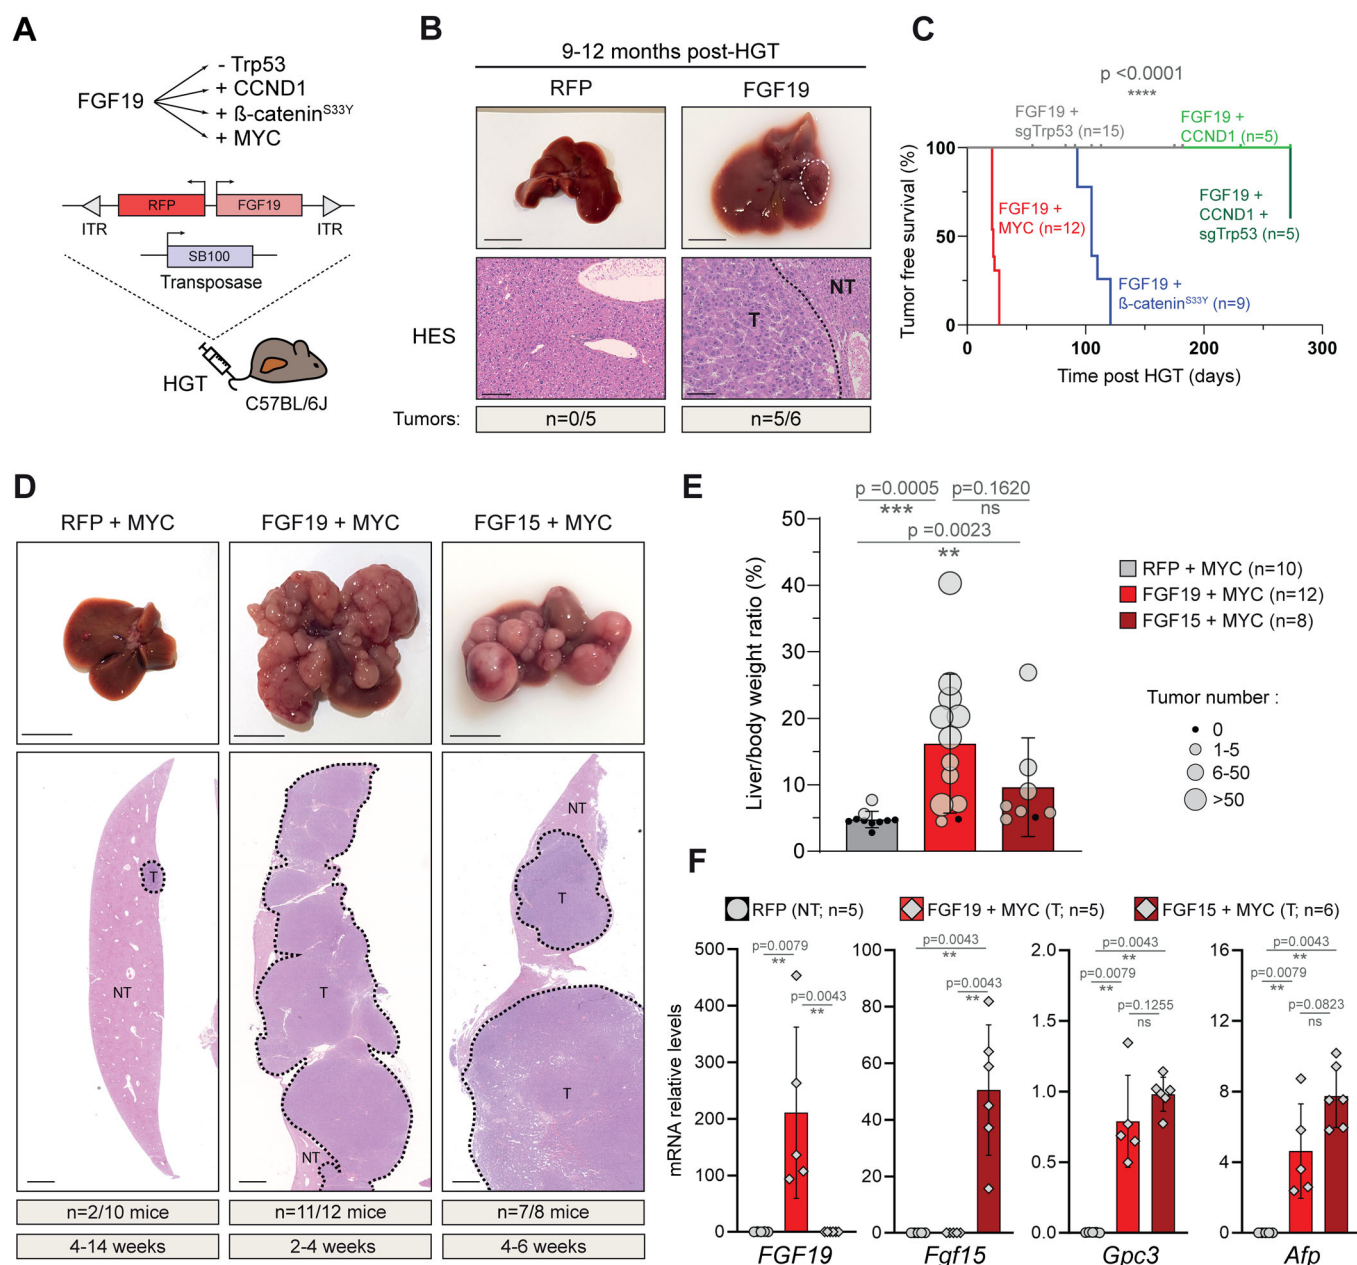 A
FGF19
- Trp53
+ CCND1
+ ß-cateninS33Y
+ MYC
RFP
FGF19
ITR
ITR
SB100
Transposase
HGT
C57BL/6J
B
9-12 months post-HGT
RFP
FGF19
HES
T
NT
Tumors:
n=0/5
n=5/6
C
p <0.0001
****
FGF19 +
sgTrp53 (n=15)
FGF19 +
CCND1 (n=5)
FGF19 +
MYC (n=12)
FGF19 +
CCND1 +
sgTrp53 (n=5)
FGF19 +
ß-cateninS33Y (n=9)
Tumor free survival (%)
100
50
0
0
100
200
300
Time post HGT (days)
D
RFP + MYC
FGF19 + MYC
FGF15 + MYC
T
NT
T
NT
NT
T
T
n=2/10 mice
n=11/12 mice
n=7/8 mice
4-14 weeks
2-4 weeks
4-6 weeks
E
p =0.0005
***
p=0.1620
ns
p =0.0023
**
Liver/body weight ratio (%)
50
40
30
20
10
0
RFP + MYC (n=10)
FGF19 + MYC (n=12)
FGF15 + MYC (n=8)
Tumor number :
0
1-5
6-50
>50
F
RFP (NT; n=5)
FGF19 + MYC (T; n=5)
FGF15 + MYC (T; n=6)
mRNA relative levels
500
400
300
200
100
0
p=0.0079
**
p=0.0043
**
FGF19
100
80
60
40
20
0
p=0.0043
**
p=0.0043
**
Fgf15
2.0
1.5
1.0
0.5
0.0
p=0.0043
**
p=0.0079
**
p=0.1255
ns
Gpc3
16
12
8
4
0
p=0.0043
**
p=0.0079
**
p=0.0823
ns
Afp